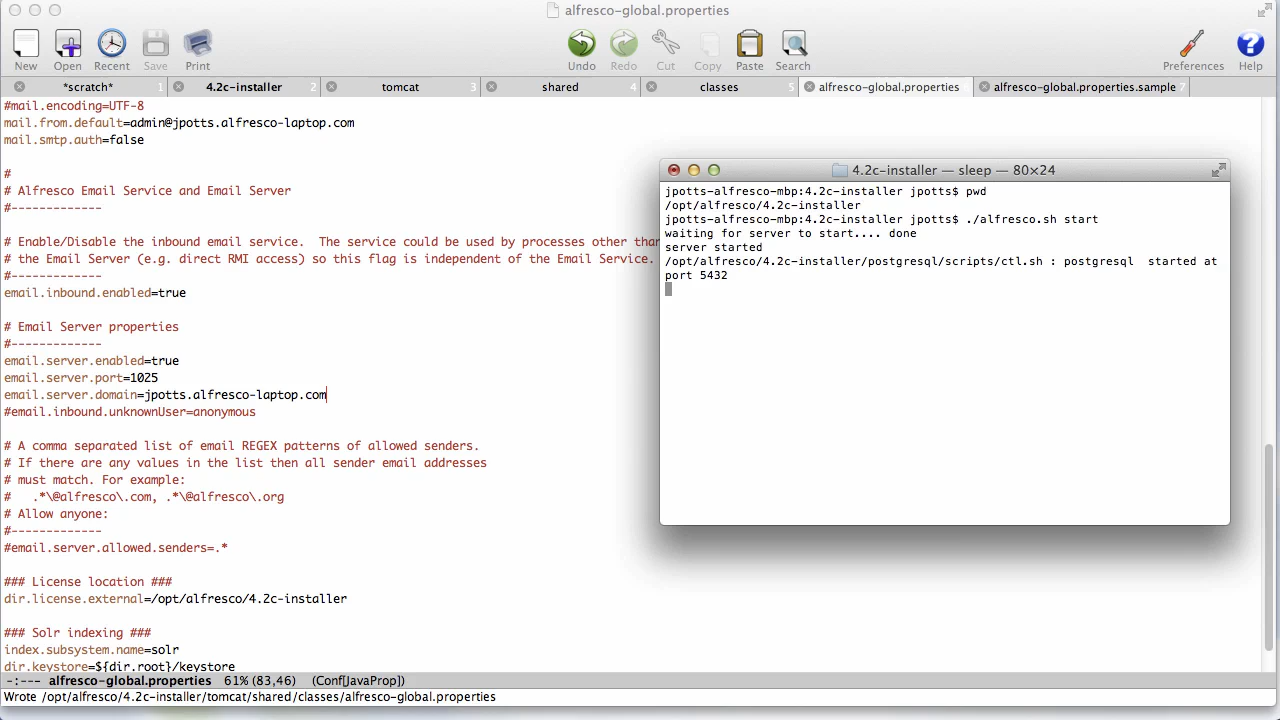 alfresco-global.properties
New Open Recent Save Print Undo Redo Cut Copy Paste Search Preferences Help
*scratch* 1 4.2c-installer 2 tomcat 3 shared 4 classes 5 alfresco-global.properties alfresco-global.properties.sample 7
#mail.encoding=UTF-8
mail.from.default=admin@jpotts.alfresco-laptop.com
mail.smtp.auth=false
#
# Alfresco Email Service and Email Server
#-------------
# Enable/Disable the inbound email service.  The service could be used by processes other than
# the Email Server (e.g. direct RMI access) so this flag is independent of the Email Service.
#-------------
email.inbound.enabled=true
# Email Server properties
#-------------
email.server.enabled=true
email.server.port=1025
email.server.domain=jpotts.alfresco-laptop.com
#email.inbound.unknownUser=anonymous
# A comma separated list of email REGEX patterns of allowed senders.
# If there are any values in the list then all sender email addresses
# must match. For example:
#   .*\@alfresco\.com, .*\@alfresco\.org
# Allow anyone:
#-------------
#email.server.allowed.senders=.*
### License location ###
dir.license.external=/opt/alfresco/4.2c-installer
### Solr indexing ###
index.subsystem.name=solr
dir.keystore=${dir.root}/keystore
-:--- alfresco-global.properties 61% (83,46) (Conf[JavaProp])
Wrote /opt/alfresco/4.2c-installer/tomcat/shared/classes/alfresco-global.properties
4.2c-installer — sleep — 80×24
jpotts-alfresco-mbp:4.2c-installer jpotts$ pwd
/opt/alfresco/4.2c-installer
jpotts-alfresco-mbp:4.2c-installer jpotts$ ./alfresco.sh start
waiting for server to start.... done
server started
/opt/alfresco/4.2c-installer/postgresql/scripts/ctl.sh : postgresql  started at
port 5432